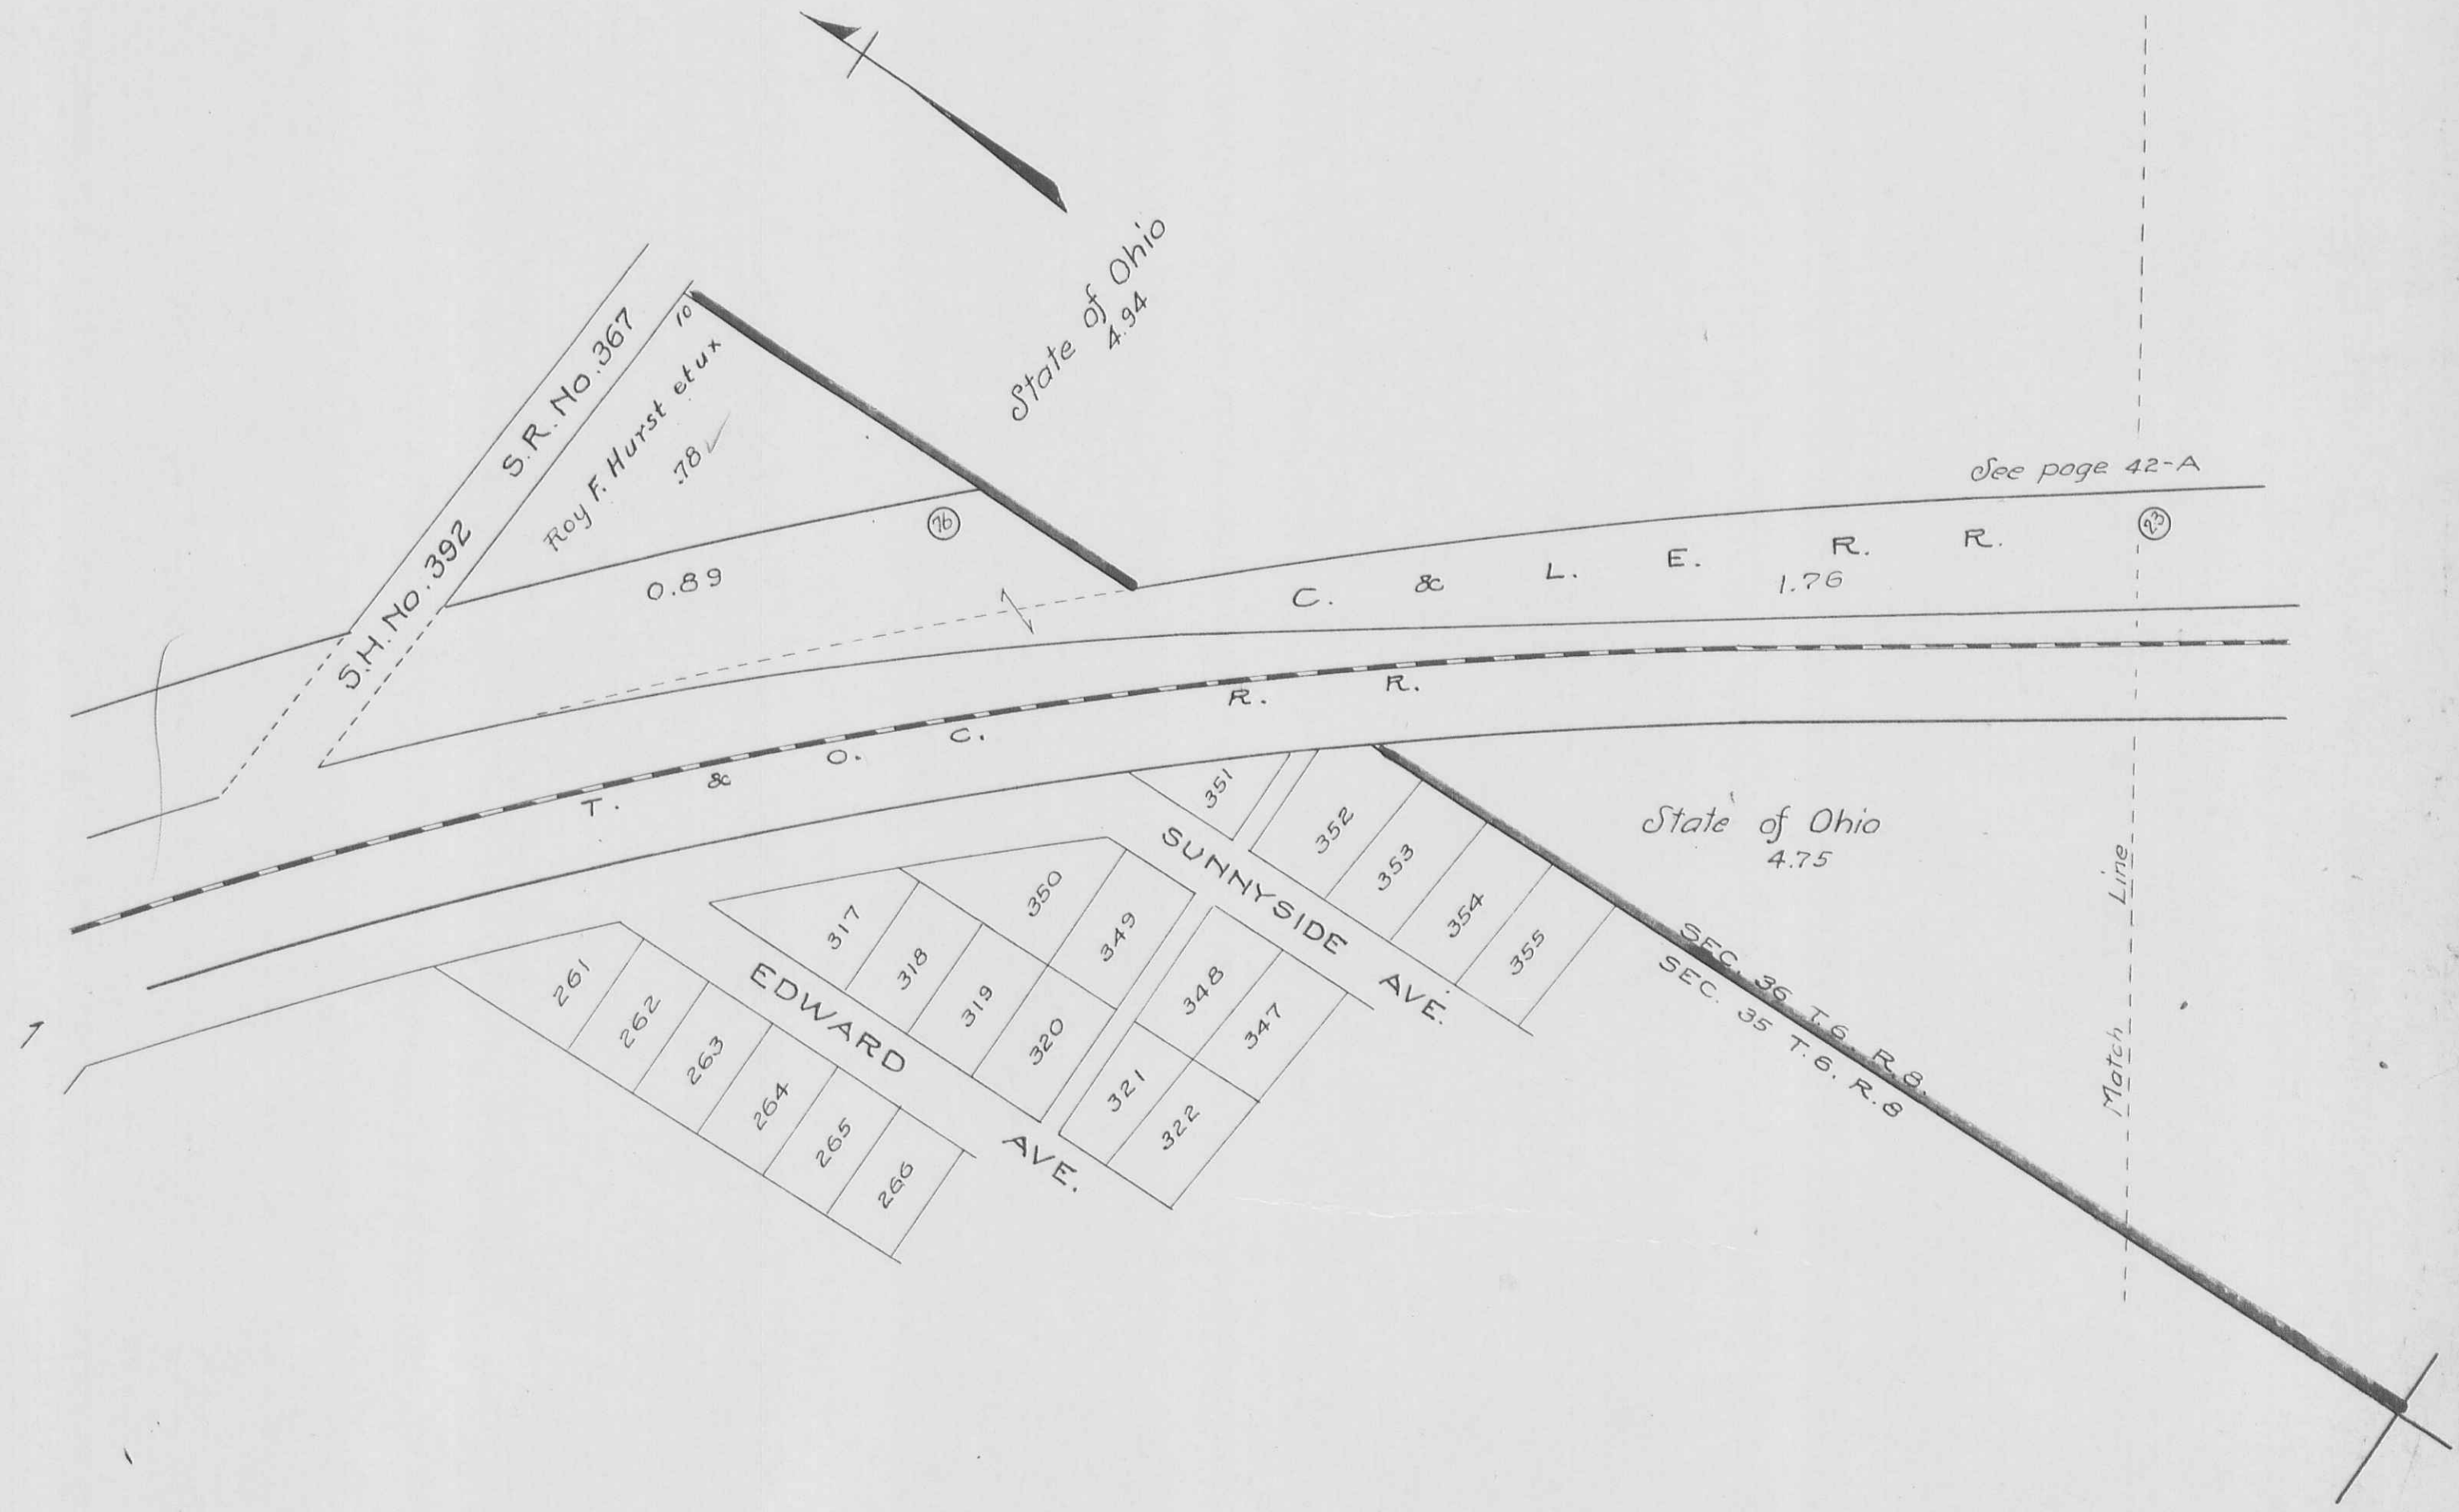 State of Ohio
4.94
S.H. No. 392 S.R. No. 367
10
Roy F. Hurst et ux
.78
76
0.89
See page 42-A
23
C. & L. E. R. R.
1.76
T. & O. C. R. R.
State of Ohio
4.75
Match Line
SUNNYSIDE AVE.
EDWARD AVE.
351
352
353
354
355
350
349
348
347
317
318
319
320
321
322
261
262
263
264
265
266
SEC. 36 T.6. R.8.
SEC. 35 T.6. R.8